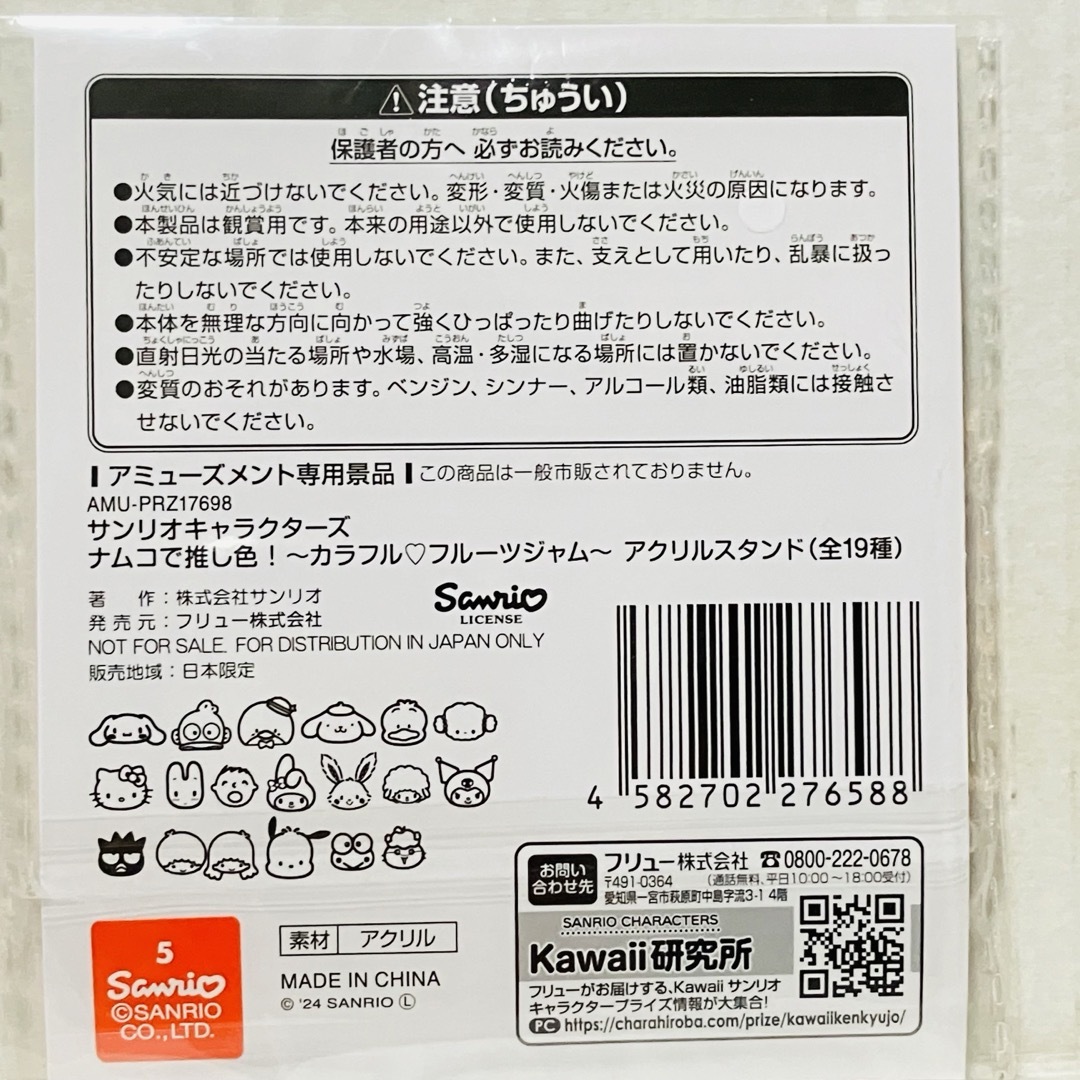 ⚠注意(ちゅうい)
保護者の方へ 必ずお読みください。
●火気には近づけないでください。変形・変質・火傷または火災の原因になります。
●本製品は観賞用です。本来の用途以外で使用しないでください。
●不安定な場所では使用しないでください。また、支えとして用いたり、乱暴に扱っ
たりしないでください。
●本体を無理な方向に向かって強くひっぱったり曲げたりしないでください。
●直射日光の当たる場所や水場、高温・多湿になる場所には置かないでください。
●変質のおそれがあります。ベンジン、シンナー、アルコール類、油脂類には接触さ
せないでください。
アミューズメント専用景品 この商品は一般市販されておりません。
AMU-PRZ17698
サンリオキャラクターズ
ナムコで推し色!〜カラフル♡フルーツジャム〜 アクリルスタンド(全19種)
著 作:株式会社サンリオ
発売元:フリュー株式会社
Sanrio
LICENSE
NOT FOR SALE. FOR DISTRIBUTION IN JAPAN ONLY
販売地域:日本限定
4 582702 276588
お問い
合わせ先
フリュー株式会社 ☎0800-222-0678
〒491-0364 (通話無料、平日10:00〜18:00受付)
愛知県一宮市萩原町中島字流3-1 4階
SANRIO CHARACTERS
Kawaii研究所
フリューがお届けする、Kawaii サンリオ
キャラクタープライズ情報が大集合!
PC https://charahiroba.com/prize/kawaiikenkyujo/
5
Sanrio
©SANRIO
CO.,LTD.
素材 アクリル
MADE IN CHINA
© '24 SANRIO Ⓛ